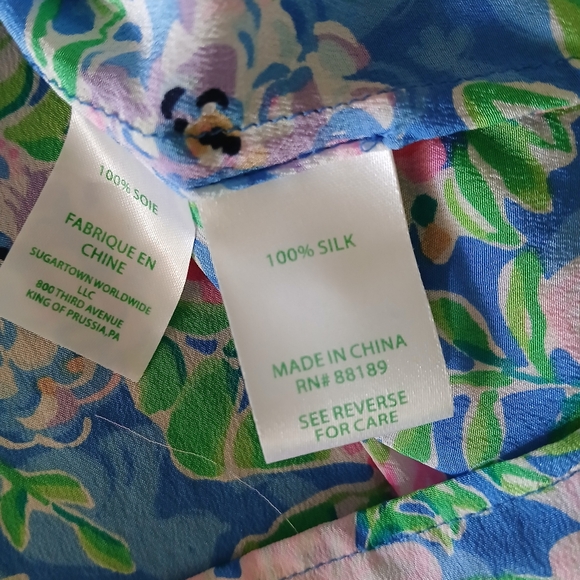 100% SOIE
FABRIQUE EN
CHINE
SUGARTOWN WORLDWIDE
LLC
800 THIRD AVENUE
KING OF PRUSSIA,PA
100% SILK
MADE IN CHINA
RN# 88189
SEE REVERSE
FOR CARE